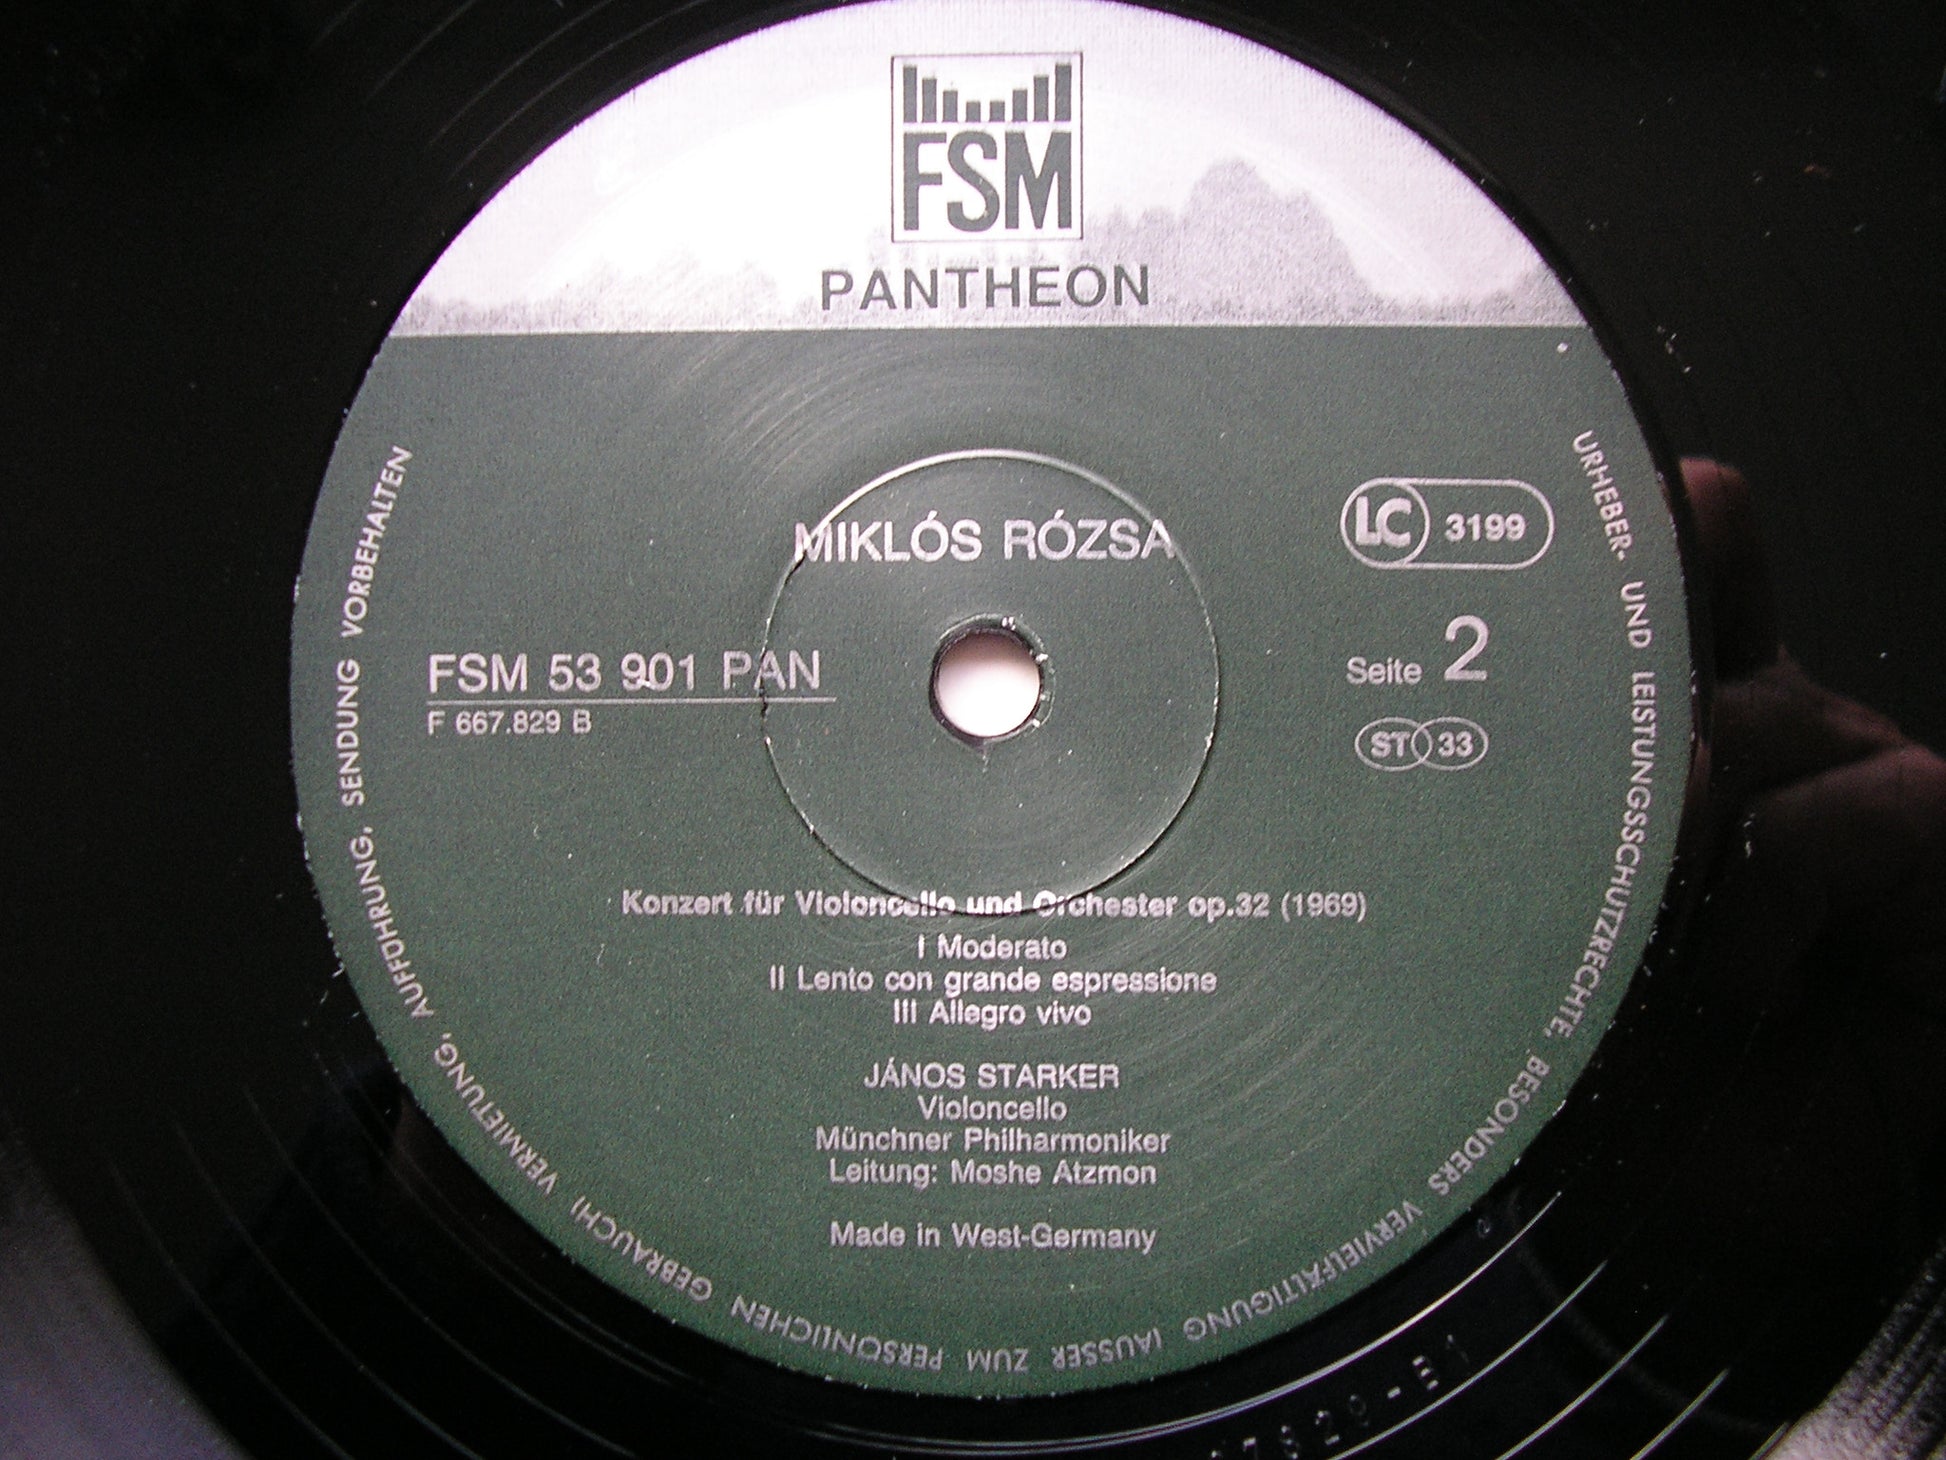 FSM
PANTHEON
MIKLÓS RÓZSA
LC 3199
FSM 53 901 PAN
F 667.829 B
Seite 2
ST 33
Konzert für Violoncello und Orchester op.32 (1969)
I Moderato
II Lento con grande espressione
III Allegro vivo
JÁNOS STARKER
Violoncello
Münchner Philharmoniker
Leitung: Moshe Atzmon
Made in West-Germany
URHEBER- UND LEISTUNGSSCHUTZRECHTE, BESONDERS VERVIELFÄLTIGUNG (AUSSER ZUM PERSÖNLICHEN GEBRAUCH) VERMIETUNG, AUFFÜHRUNG, SENDUNG VORBEHALTEN
7829-B1